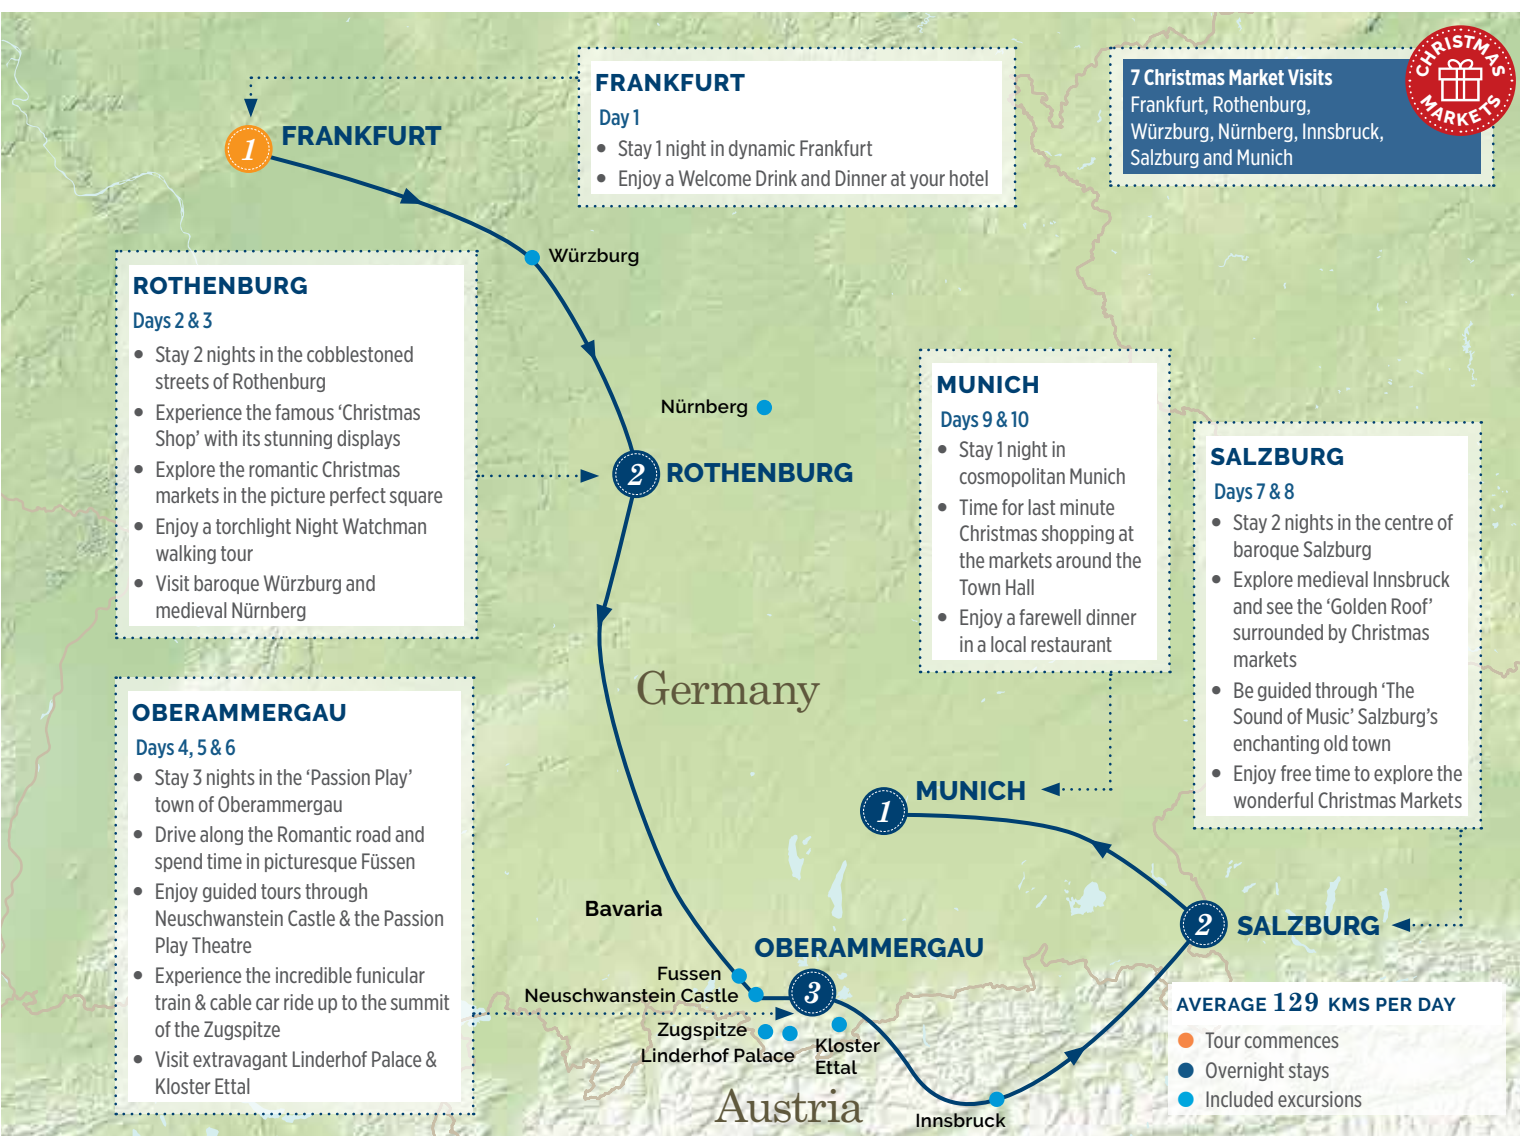 FRANKFURT
Day 1
• Stay 1 night in dynamic Frankfurt
• Enjoy a Welcome Drink and Dinner at your hotel
7 Christmas Market Visits
Frankfurt, Rothenburg,
Würzburg, Nürnberg, Innsbruck,
Salzburg and Munich
CHRISTMAS
MARKETS
1
FRANKFURT
Würzburg
ROTHENBURG
Days 2 & 3
• Stay 2 nights in the cobblestoned
streets of Rothenburg
• Experience the famous ‘Christmas
Shop’ with its stunning displays
• Explore the romantic Christmas
markets in the picture perfect square
• Enjoy a torchlight Night Watchman
walking tour
• Visit baroque Würzburg and
medieval Nürnberg
Nürnberg
2
ROTHENBURG
MUNICH
Days 9 & 10
• Stay 1 night in
cosmopolitan Munich
• Time for last minute
Christmas shopping at
the markets around the
Town Hall
• Enjoy a farewell dinner
in a local restaurant
SALZBURG
Days 7 & 8
• Stay 2 nights in the centre of
baroque Salzburg
• Explore medieval Innsbruck
and see the ‘Golden Roof’
surrounded by Christmas
markets
• Be guided through ‘The
Sound of Music’ Salzburg’s
enchanting old town
• Enjoy free time to explore the
wonderful Christmas Markets
Germany
OBERAMMERGAU
Days 4, 5 & 6
• Stay 3 nights in the ‘Passion Play’
town of Oberammergau
• Drive along the Romantic road and
spend time in picturesque Füssen
• Enjoy guided tours through
Neuschwanstein Castle & the Passion
Play Theatre
• Experience the incredible funicular
train & cable car ride up to the summit
of the Zugspitze
• Visit extravagant Linderhof Palace &
Kloster Ettal
1
MUNICH
Bavaria
2
SALZBURG
OBERAMMERGAU
Fussen
Neuschwanstein Castle
3
Zugspitze
Linderhof Palace
Kloster
Ettal
Austria
Innsbruck
AVERAGE 129 KMS PER DAY
Tour commences
Overnight stays
Included excursions